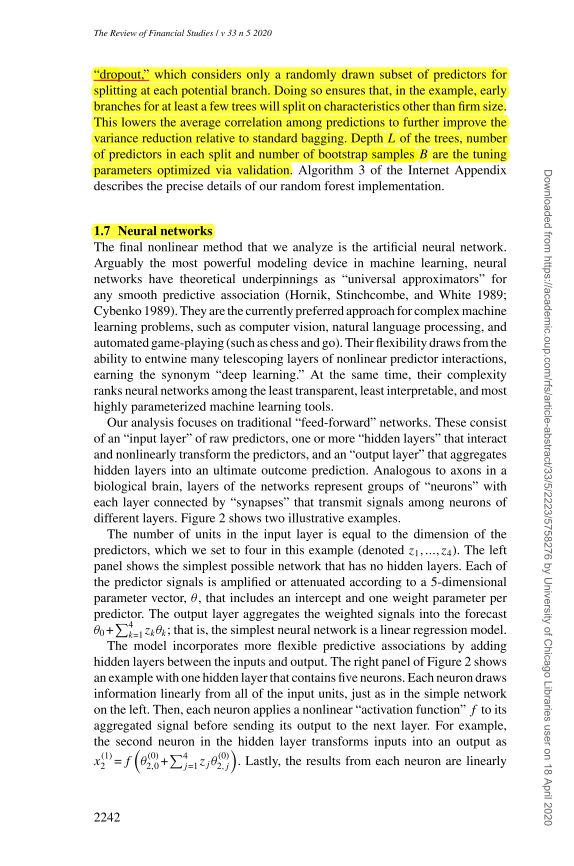 The Review of Financial Studies / v 33 n 5 2020
“dropout,” which considers only a randomly drawn subset of predictors for
splitting at each potential branch. Doing so ensures that, in the example, early
branches for at least a few trees will split on characteristics other than firm size.
This lowers the average correlation among predictions to further improve the
variance reduction relative to standard bagging. Depth L of the trees, number
of predictors in each split and number of bootstrap samples B are the tuning
parameters optimized via validation. Algorithm 3 of the Internet Appendix
describes the precise details of our random forest implementation.
1.7 Neural networks
The final nonlinear method that we analyze is the artificial neural network.
Arguably the most powerful modeling device in machine learning, neural
networks have theoretical underpinnings as “universal approximators” for
any smooth predictive association (Hornik, Stinchcombe, and White 1989;
Cybenko 1989). They are the currently preferred approach for complex machine
learning problems, such as computer vision, natural language processing, and
automated game-playing (such as chess and go). Their flexibility draws from the
ability to entwine many telescoping layers of nonlinear predictor interactions,
earning the synonym “deep learning.” At the same time, their complexity
ranks neural networks among the least transparent, least interpretable, and most
highly parameterized machine learning tools.
Our analysis focuses on traditional “feed-forward” networks. These consist
of an “input layer” of raw predictors, one or more “hidden layers” that interact
and nonlinearly transform the predictors, and an “output layer” that aggregates
hidden layers into an ultimate outcome prediction. Analogous to axons in a
biological brain, layers of the networks represent groups of “neurons” with
each layer connected by “synapses” that transmit signals among neurons of
different layers. Figure 2 shows two illustrative examples.
The number of units in the input layer is equal to the dimension of the
predictors, which we set to four in this example (denoted z₁,...,z₄). The left
panel shows the simplest possible network that has no hidden layers. Each of
the predictor signals is amplified or attenuated according to a 5-dimensional
parameter vector, θ, that includes an intercept and one weight parameter per
predictor. The output layer aggregates the weighted signals into the forecast
θ₀+∑⁴ₖ₌₁ zₖθₖ; that is, the simplest neural network is a linear regression model.
The model incorporates more flexible predictive associations by adding
hidden layers between the inputs and output. The right panel of Figure 2 shows
an example with one hidden layer that contains five neurons. Each neuron draws
information linearly from all of the input units, just as in the simple network
on the left. Then, each neuron applies a nonlinear “activation function” f to its
aggregated signal before sending its output to the next layer. For example,
the second neuron in the hidden layer transforms inputs into an output as
x₂⁽¹⁾=f(θ₂,₀⁽⁰⁾+∑⁴ⱼ₌₁ zⱼθ₂,ⱼ⁽⁰⁾). Lastly, the results from each neuron are linearly
2242
Downloaded from https://academic.oup.com/rfs/article-abstract/33/5/2223/5758276 by University of Chicago Libraries user on 18 April 2020